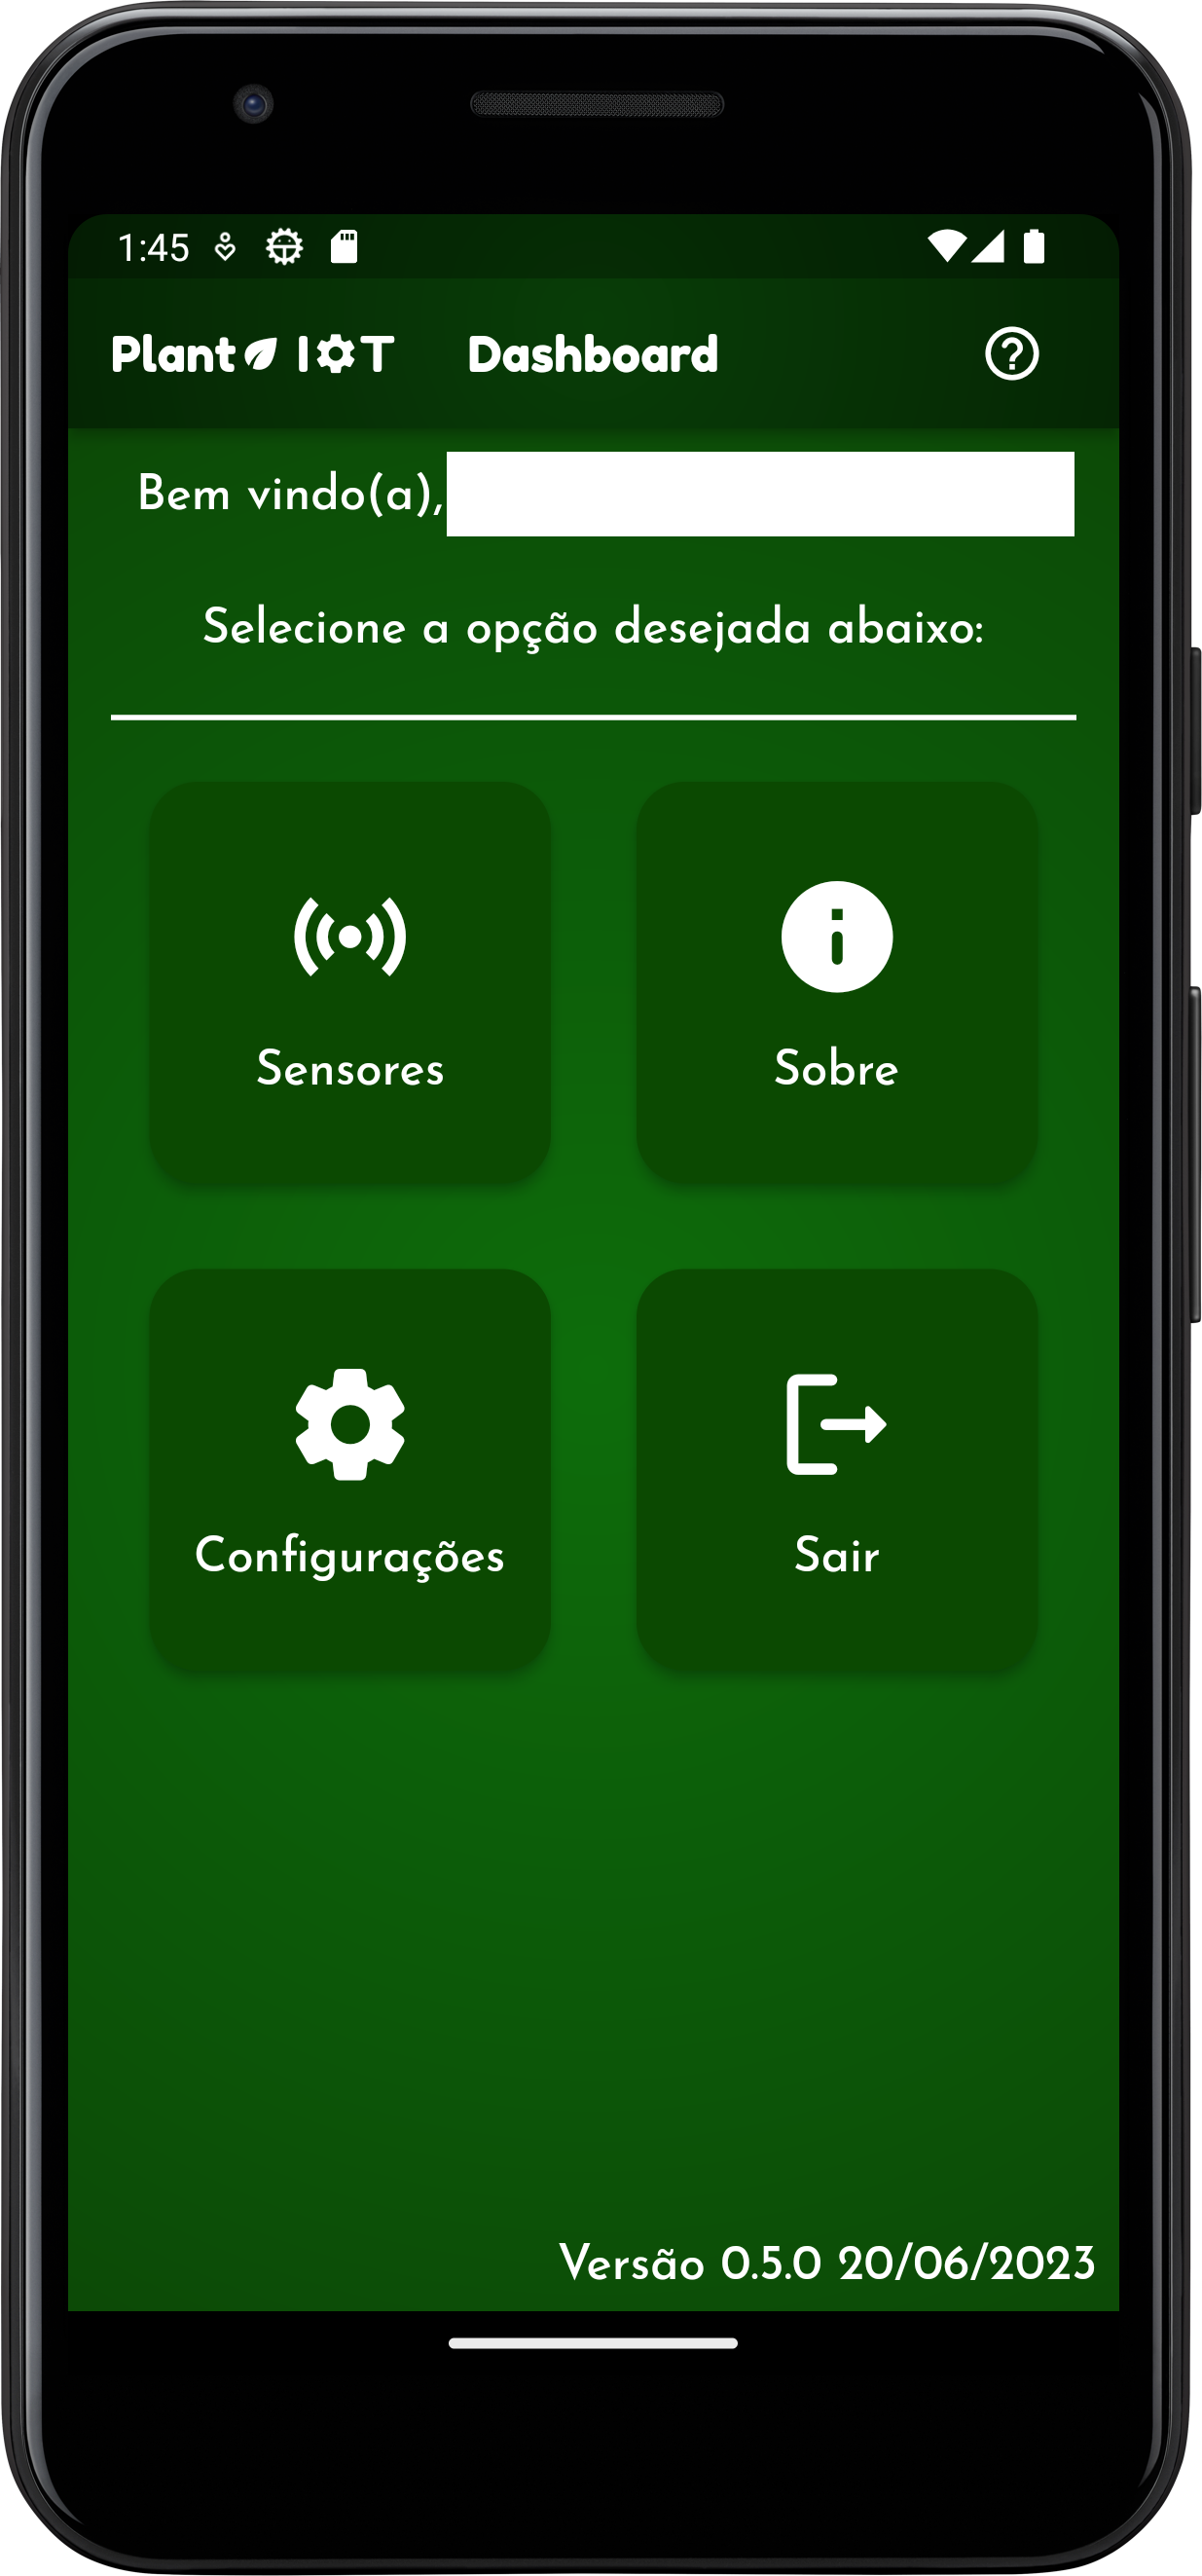 1:45
Plant IOT Dashboard
Bem vindo(a),
Selecione a opção desejada abaixo:
Sensores Sobre
Configurações Sair
Versão 0.5.0 20/06/2023